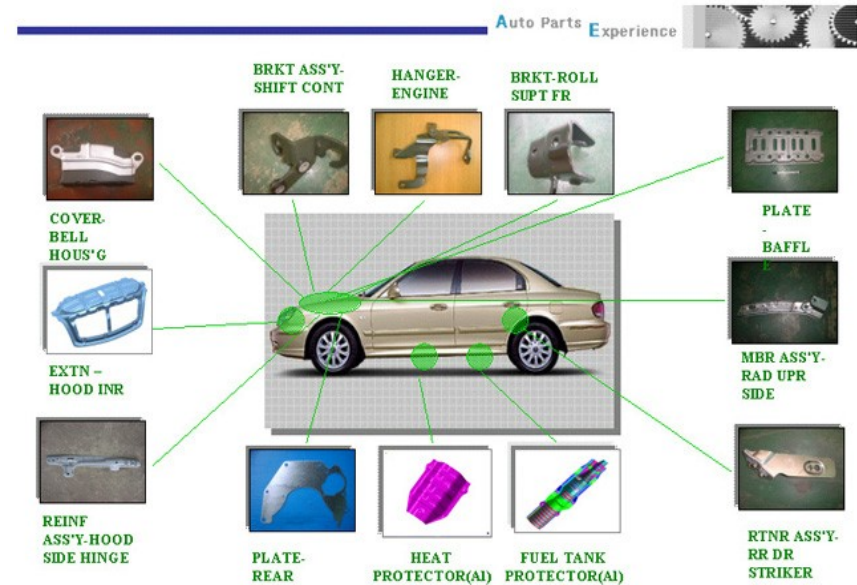 Auto Parts Experience
BRKT ASS'Y-
SHIFT CONT
HANGER-
ENGINE
BRKT-ROLL
SUPT FR
COVER-
BELL
HOUS'G
PLATE
-
BAFFL
E
EXTN –
HOOD INR
MBR ASS'Y-
RAD UPR
SIDE
REINF
ASS'Y-HOOD
SIDE HINGE
PLATE-
REAR
HEAT
PROTECTOR(Al)
FUEL TANK
PROTECTOR(Al)
RTNR ASS'Y-
RR DR
STRIKER